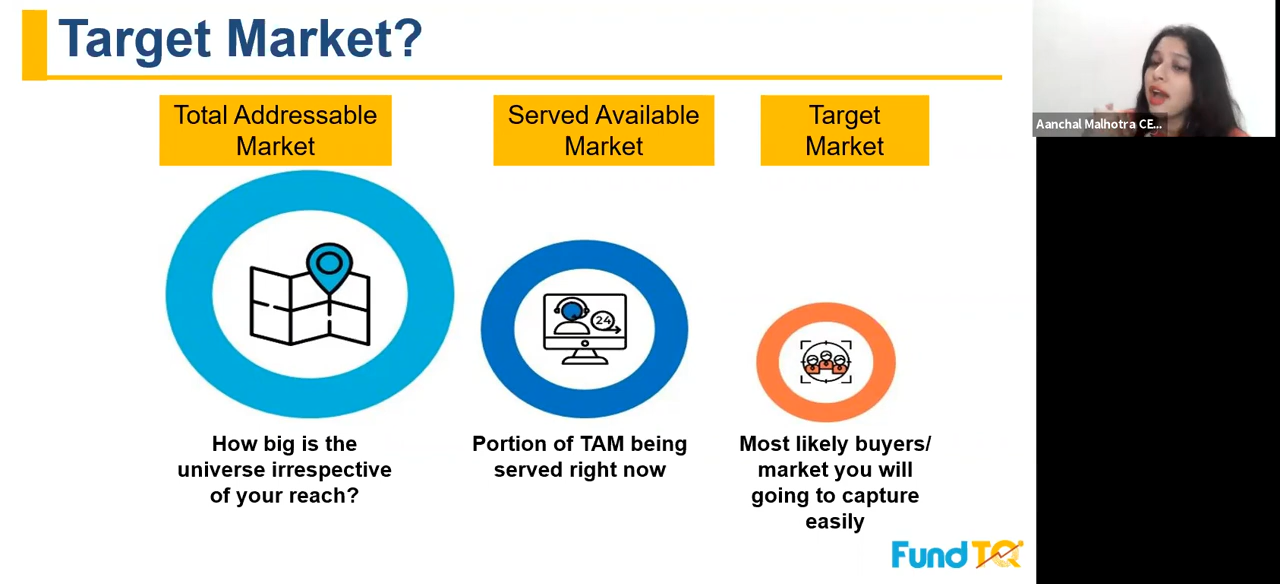 Target Market?
Total Addressable
Market
Served Available
Market
Target
Market
24
How big is the
universe irrespective
of your reach?
Portion of TAM being
served right now
Most likely buyers/
market you will
going to capture
easily
Fund TQ
Aanchal Malhotra CE...